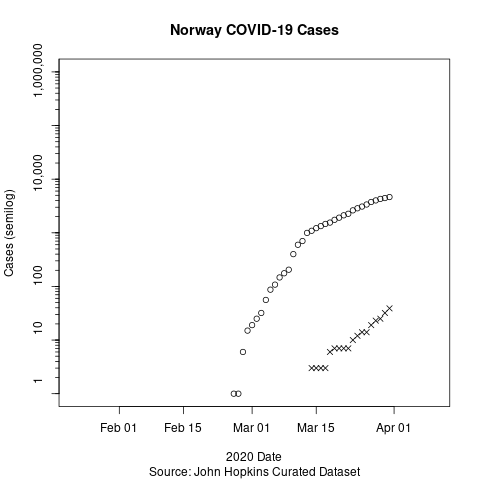 Norway COVID-19 Cases
Cases (semilog)
1,000,000
10,000
100
10
1
Feb 01 Feb 15 Mar 01 Mar 15 Apr 01
2020 Date
Source: John Hopkins Curated Dataset